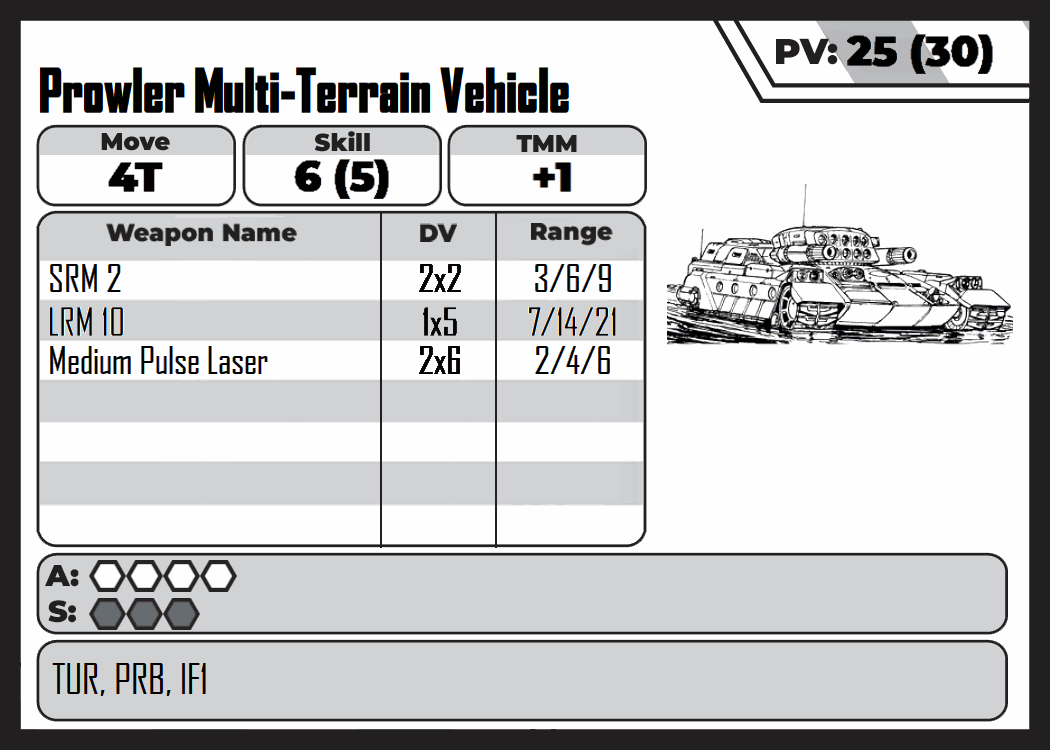 PV: 25 (30)
Prowler Multi-Terrain Vehicle
Move Skill TMM
4T 6 (5) +1
Weapon Name DV Range
SRM 2 2x2 3/6/9
LRM 10 1x5 7/14/21
Medium Pulse Laser 2x6 2/4/6
A:
S:
TUR, PRB, IF1